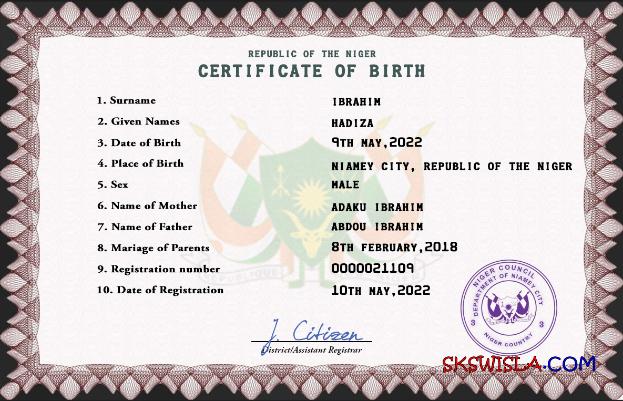 REPUBLIC OF THE NIGER
CERTIFICATE OF BIRTH
1. Surname IBRAHIM
2. Given Names HADIZA
3. Date of Birth 9TH MAY,2022
4. Place of Birth NIAMEY CITY, REPUBLIC OF THE NIGER
5. Sex MALE
6. Name of Mother ADAKU IBRAHIM
7. Name of Father ABDOU IBRAHIM
8. Mariage of Parents 8TH FEBRUARY,2018
9. Registration number 0000021109
10. Date of Registration 10TH MAY,2022
NIGER COUNCIL
DEPARTMENT OF NIAMEY CITY
3 3
NIGER COUNTRY
J. Citizen
District/Assistant Registrar
SKSWISLA.COM